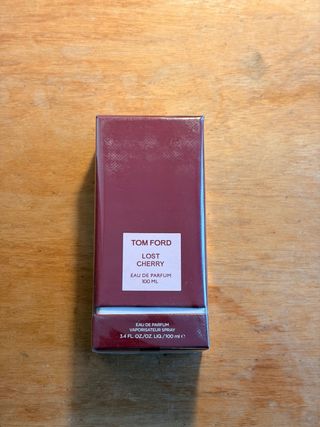 TOM FORD
LOST
CHERRY
EAU DE PARFUM
100 ML
EAU DE PARFUM
VAPORISATEUR SPRAY
3.4 FL. OZ./OZ. LIQ./100 ml ℮